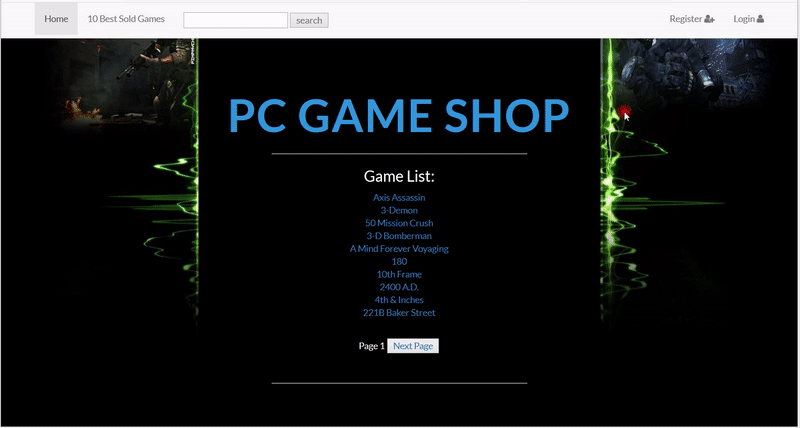 Home 10 Best Sold Games search Register Login
PC GAME SHOP
Game List:
Axis Assassin
3-Demon
50 Mission Crush
3-D Bomberman
A Mind Forever Voyaging
180
10th Frame
2400 A.D.
4th & Inches
221B Baker Street
Page 1 Next Page